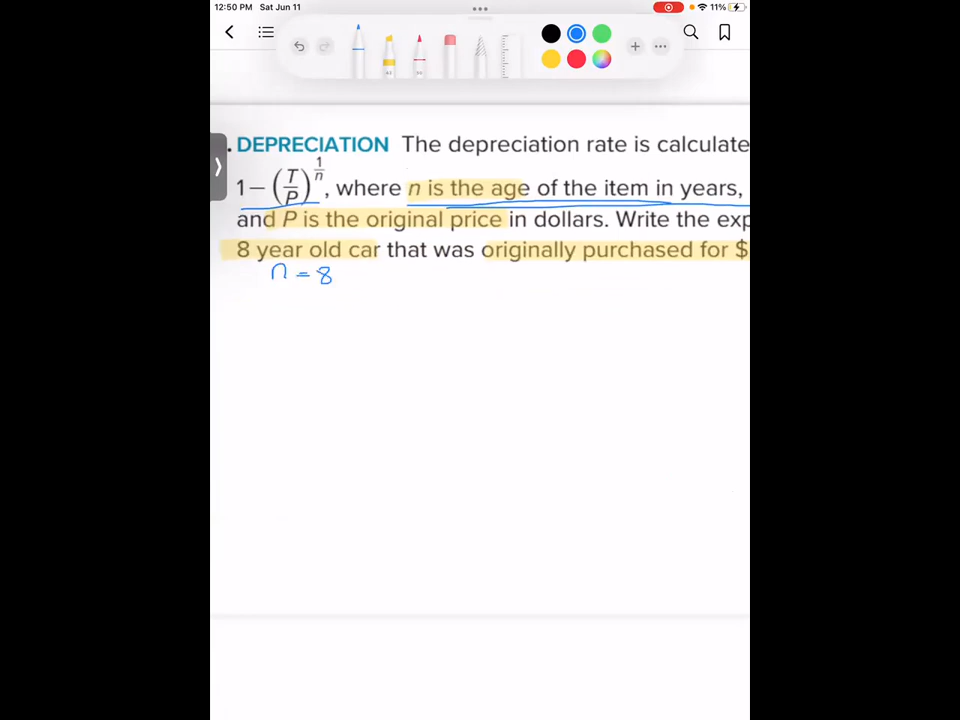 12:50 PM Sat Jun 11
11%
. DEPRECIATION The depreciation rate is calculate
1 − (T/P)^(1/n), where n is the age of the item in years,
and P is the original price in dollars. Write the exp
8 year old car that was originally purchased for $
n = 8